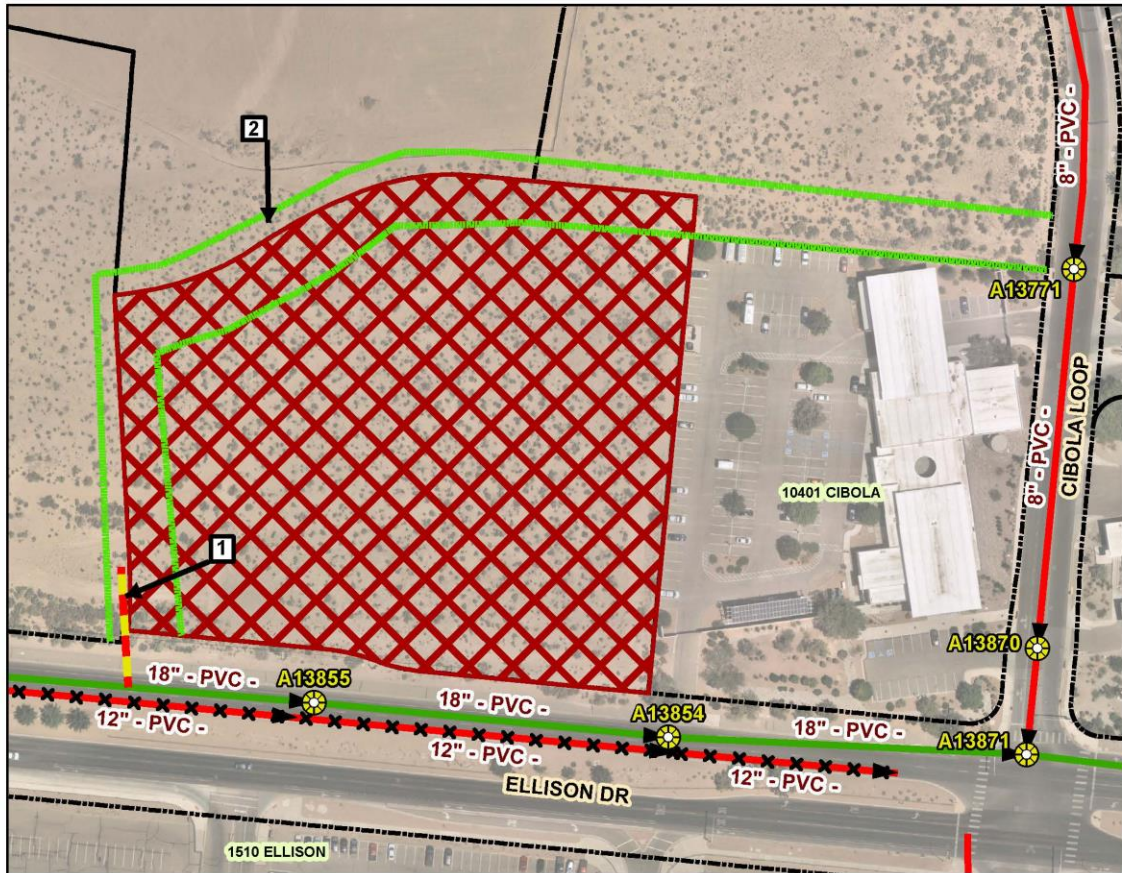 2
8" - PVC -
A13771
8" - PVC -
CIBOLA LOOP
10401 CIBOLA
1
A13870
18" - PVC -
A13855
18" - PVC -
A13854
18" - PVC -
A13871
12" - PVC -
12" - PVC -
12" - PVC -
ELLISON DR
1510 ELLISON